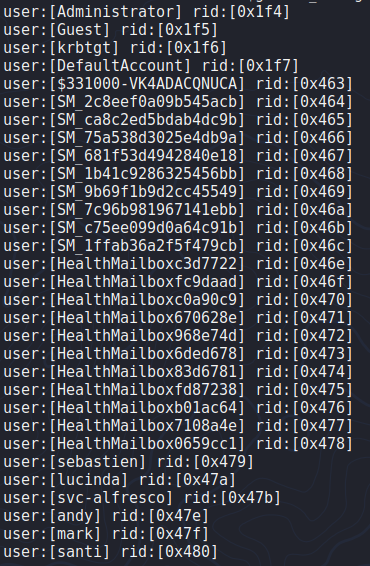 user:[Administrator] rid:[0x1f4]
user:[Guest] rid:[0x1f5]
user:[krbtgt] rid:[0x1f6]
user:[DefaultAccount] rid:[0x1f7]
user:[$331000-VK4ADACQNUCA] rid:[0x463]
user:[SM_2c8eef0a09b545acb] rid:[0x464]
user:[SM_ca8c2ed5bdab4dc9b] rid:[0x465]
user:[SM_75a538d3025e4db9a] rid:[0x466]
user:[SM_681f53d4942840e18] rid:[0x467]
user:[SM_1b41c9286325456bb] rid:[0x468]
user:[SM_9b69f1b9d2cc45549] rid:[0x469]
user:[SM_7c96b981967141ebb] rid:[0x46a]
user:[SM_c75ee099d0a64c91b] rid:[0x46b]
user:[SM_1ffab36a2f5f479cb] rid:[0x46c]
user:[HealthMailboxc3d7722] rid:[0x46e]
user:[HealthMailboxfc9daad] rid:[0x46f]
user:[HealthMailboxc0a90c9] rid:[0x470]
user:[HealthMailbox670628e] rid:[0x471]
user:[HealthMailbox968e74d] rid:[0x472]
user:[HealthMailbox6ded678] rid:[0x473]
user:[HealthMailbox83d6781] rid:[0x474]
user:[HealthMailboxfd87238] rid:[0x475]
user:[HealthMailboxb01ac64] rid:[0x476]
user:[HealthMailbox7108a4e] rid:[0x477]
user:[HealthMailbox0659cc1] rid:[0x478]
user:[sebastien] rid:[0x479]
user:[lucinda] rid:[0x47a]
user:[svc-alfresco] rid:[0x47b]
user:[andy] rid:[0x47e]
user:[mark] rid:[0x47f]
user:[santi] rid:[0x480]